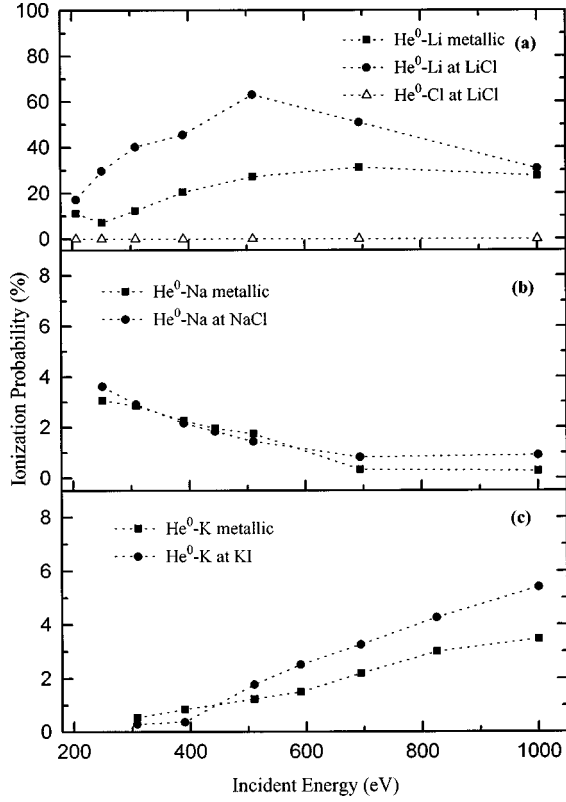 100
80
60
40
20
0
He⁰-Li metallic
He⁰-Li at LiCl
He⁰-Cl at LiCl
(a)
8
6
4
2
0
He⁰-Na metallic
He⁰-Na at NaCl
(b)
Ionization Probability (%)
8
6
4
2
0
He⁰-K metallic
He⁰-K at KI
(c)
200
400
600
800
1000
Incident Energy (eV)